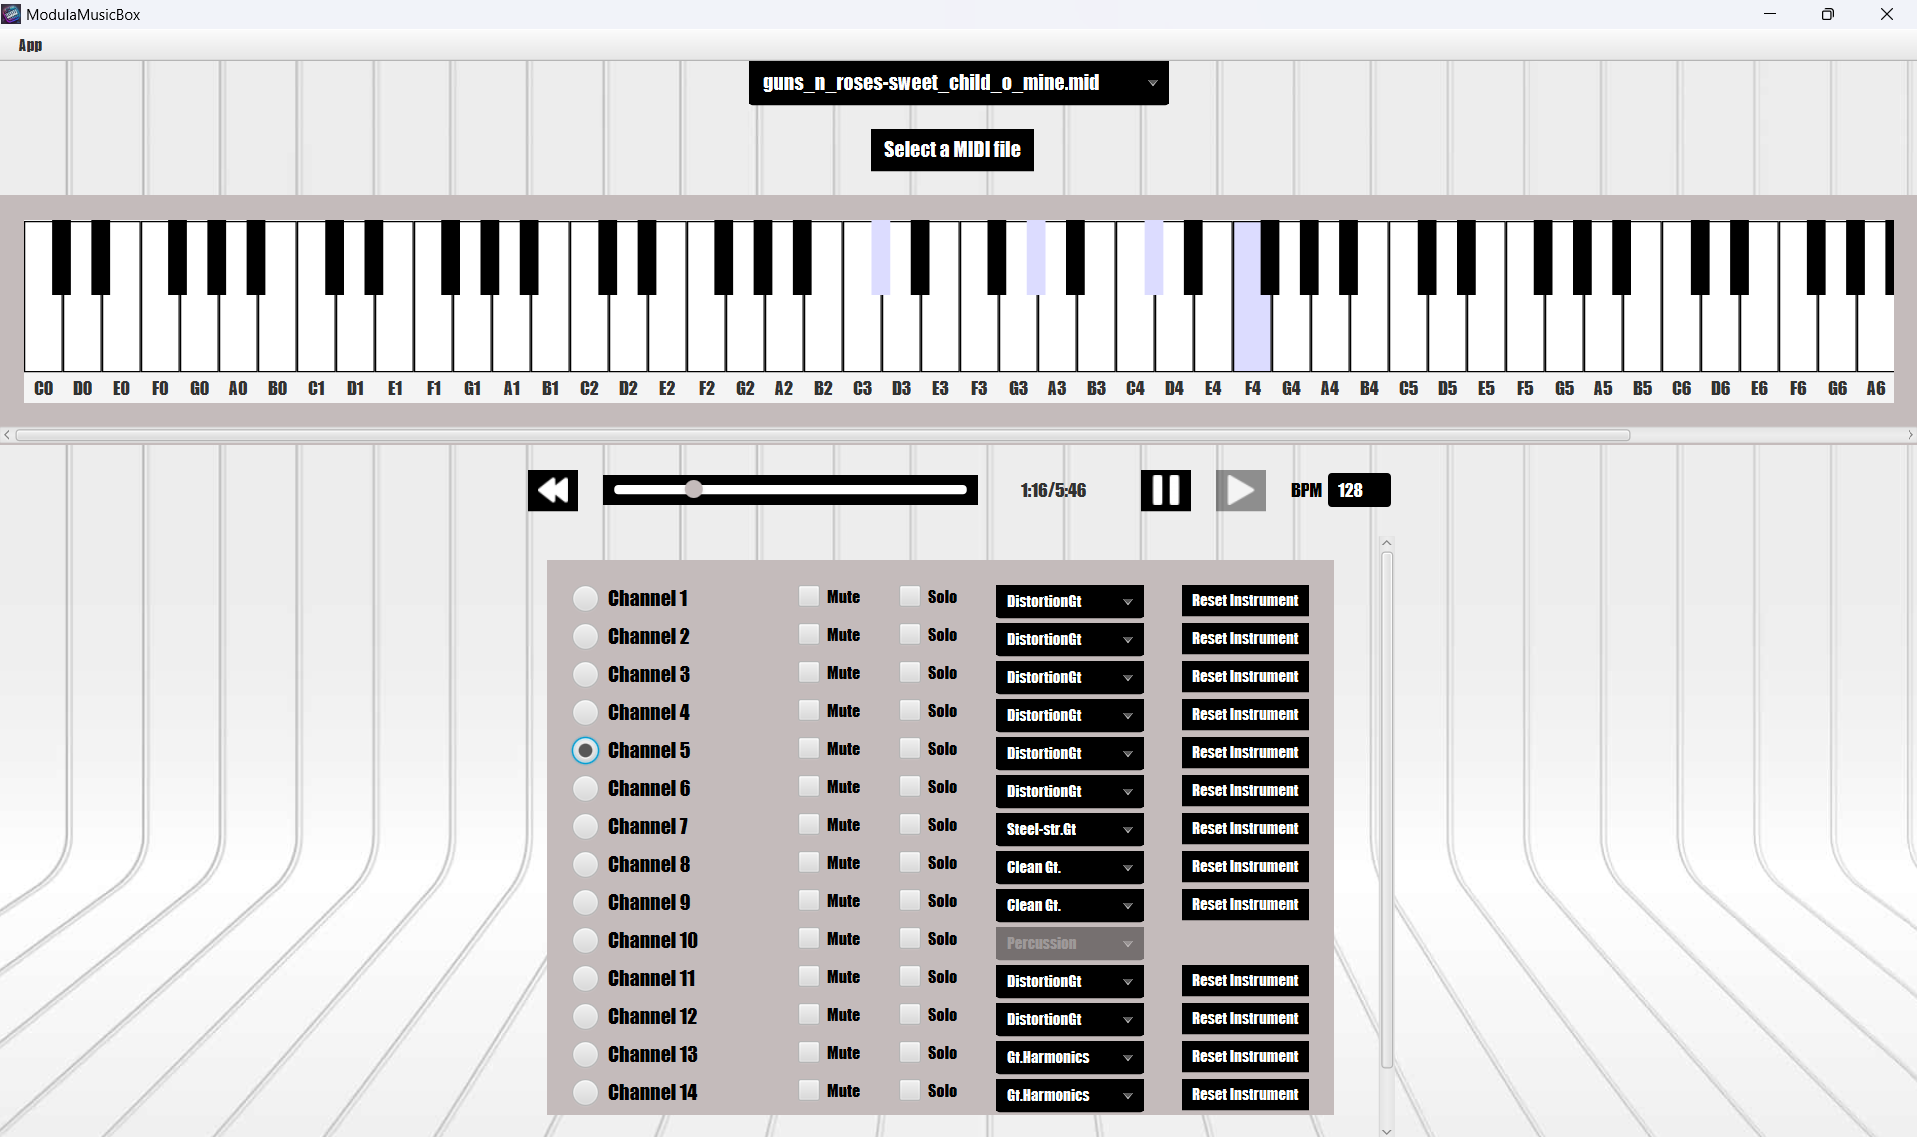 ModulaMusicBox
App
guns_n_roses-sweet_child_o_mine.mid
Select a MIDI file
C0 D0 E0 F0 G0 A0 B0 C1 D1 E1 F1 G1 A1 B1 C2 D2 E2 F2 G2 A2 B2 C3 D3 E3 F3 G3 A3 B3 C4 D4 E4 F4 G4 A4 B4 C5 D5 E5 F5 G5 A5 B5 C6 D6 E6 F6 G6 A6
1:16/5:46 BPM 128
Channel 1 Mute Solo DistortionGt Reset Instrument
Channel 2 Mute Solo DistortionGt Reset Instrument
Channel 3 Mute Solo DistortionGt Reset Instrument
Channel 4 Mute Solo DistortionGt Reset Instrument
Channel 5 Mute Solo DistortionGt Reset Instrument
Channel 6 Mute Solo DistortionGt Reset Instrument
Channel 7 Mute Solo Steel-str.Gt Reset Instrument
Channel 8 Mute Solo Clean Gt. Reset Instrument
Channel 9 Mute Solo Clean Gt. Reset Instrument
Channel 10 Mute Solo Percussion
Channel 11 Mute Solo DistortionGt Reset Instrument
Channel 12 Mute Solo DistortionGt Reset Instrument
Channel 13 Mute Solo Gt.Harmonics Reset Instrument
Channel 14 Mute Solo Gt.Harmonics Reset Instrument